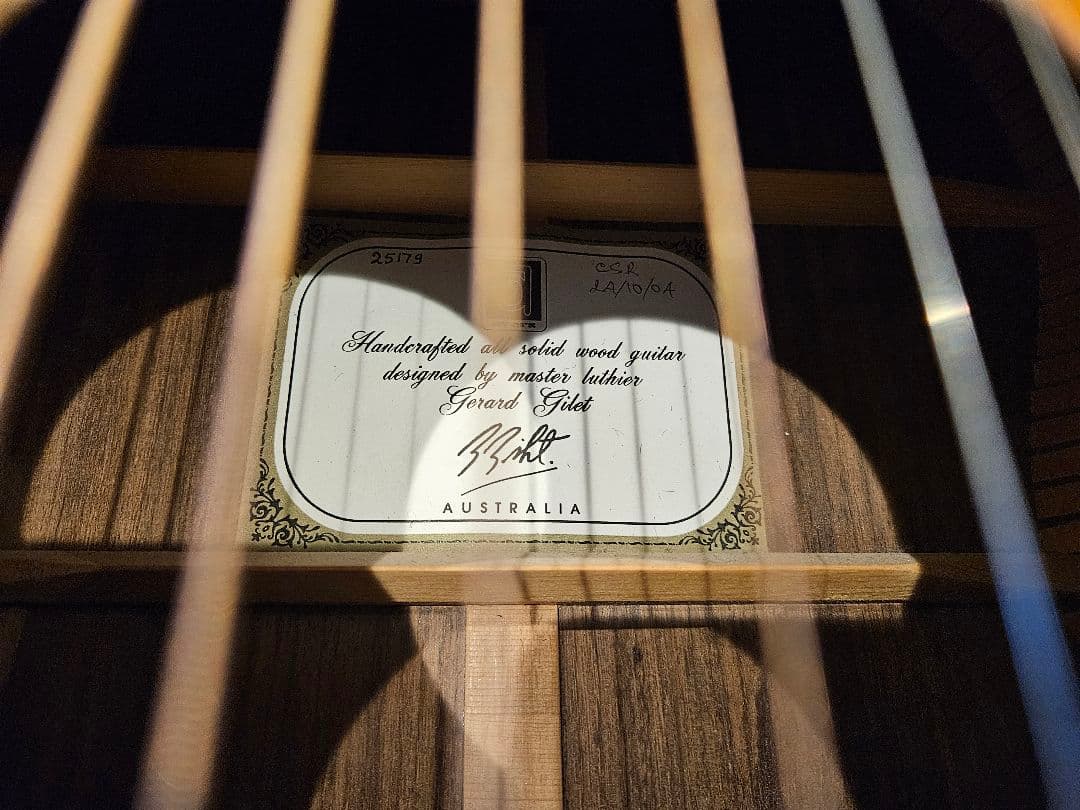 25179
CSR
24/10/04
Handcrafted all solid wood guitar
designed by master luthier
Gerard Gilet
AUSTRALIA